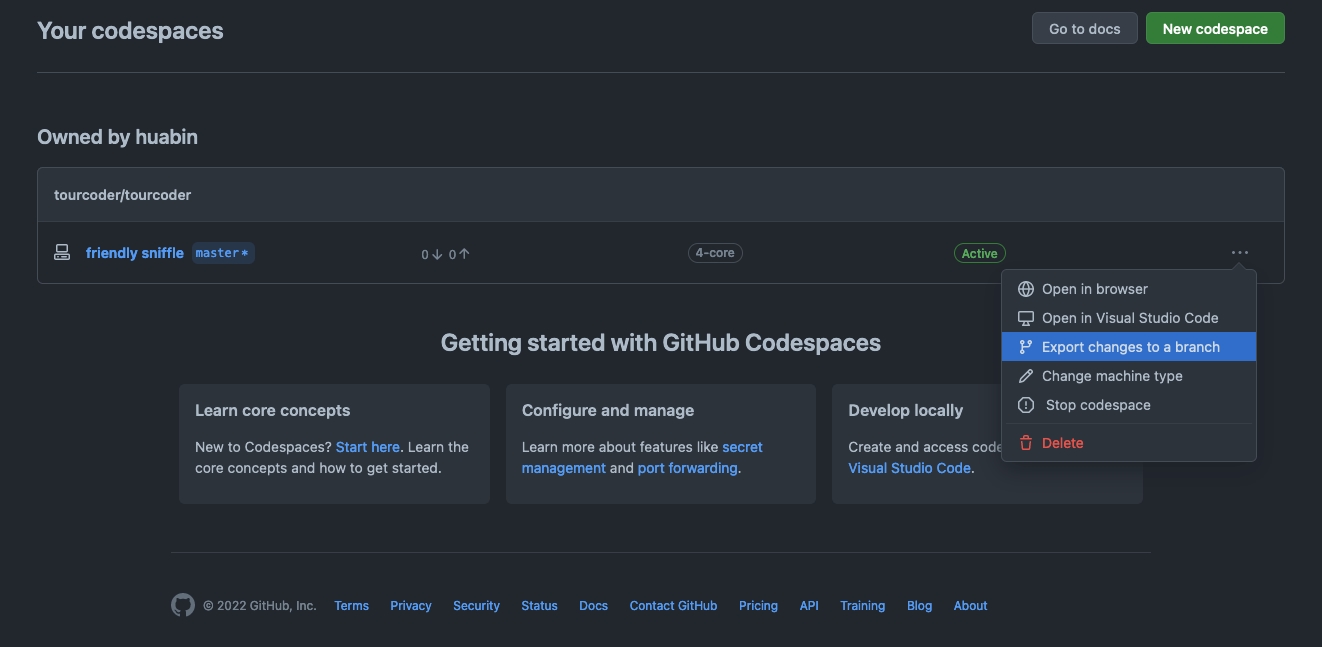 Your codespaces
Go to docs
New codespace
Owned by huabin
tourcoder/tourcoder
friendly sniffle master* 0↓ 0↑ 4-core Active ...
Open in browser
Open in Visual Studio Code
Export changes to a branch
Change machine type
Stop codespace
Delete
Getting started with GitHub Codespaces
Learn core concepts
New to Codespaces? Start here. Learn the
core concepts and how to get started.
Configure and manage
Learn more about features like secret
management and port forwarding.
Develop locally
Create and access code
Visual Studio Code.
© 2022 GitHub, Inc. Terms Privacy Security Status Docs Contact GitHub Pricing API Training Blog About